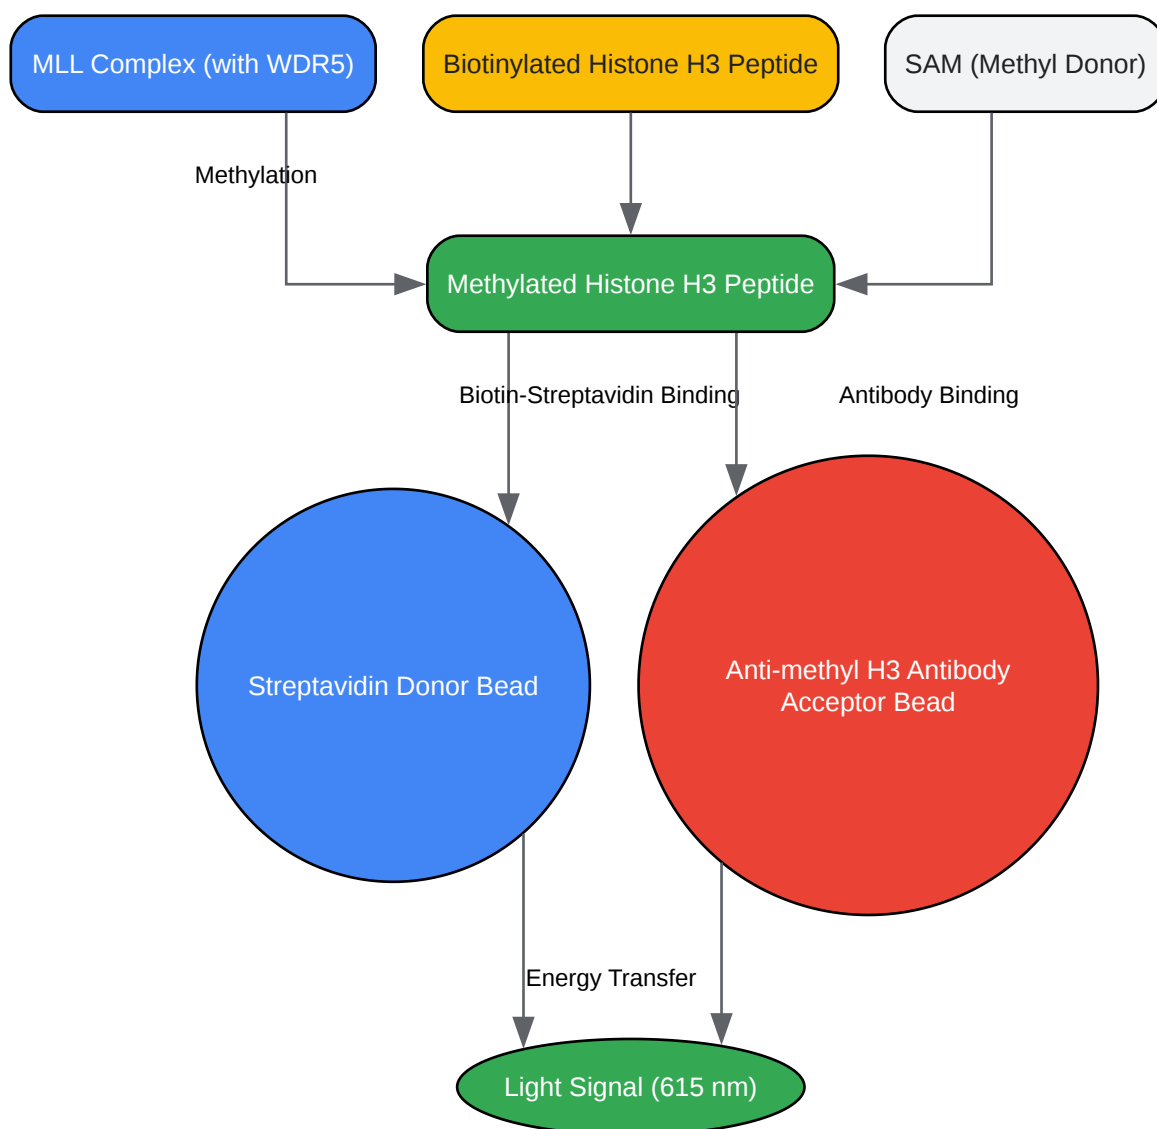 MLL Complex (with WDR5)
Biotinylated Histone H3 Peptide
SAM (Methyl Donor)
Methylation
Methylated Histone H3 Peptide
Biotin-Streptavidin Binding
Antibody Binding
Streptavidin Donor Bead
Anti-methyl H3 Antibody
Acceptor Bead
Energy Transfer
Light Signal (615 nm)